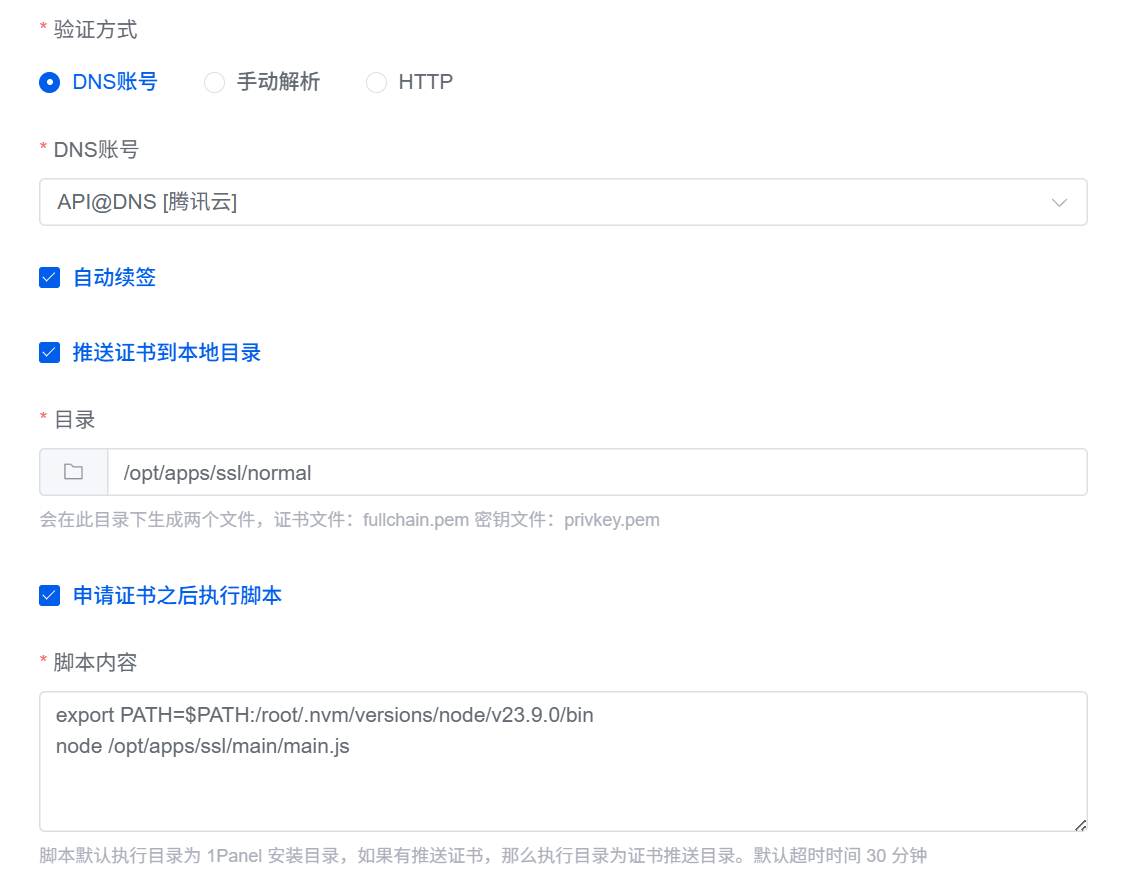 * 验证方式
DNS账号 手动解析 HTTP
* DNS账号
API@DNS [腾讯云]
自动续签
推送证书到本地目录
* 目录
/opt/apps/ssl/normal
会在此目录下生成两个文件，证书文件：fullchain.pem 密钥文件：privkey.pem
申请证书之后执行脚本
* 脚本内容
export PATH=$PATH:/root/.nvm/versions/node/v23.9.0/bin
node /opt/apps/ssl/main/main.js
脚本默认执行目录为 1Panel 安装目录，如果有推送证书，那么执行目录为证书推送目录。默认超时时间 30 分钟